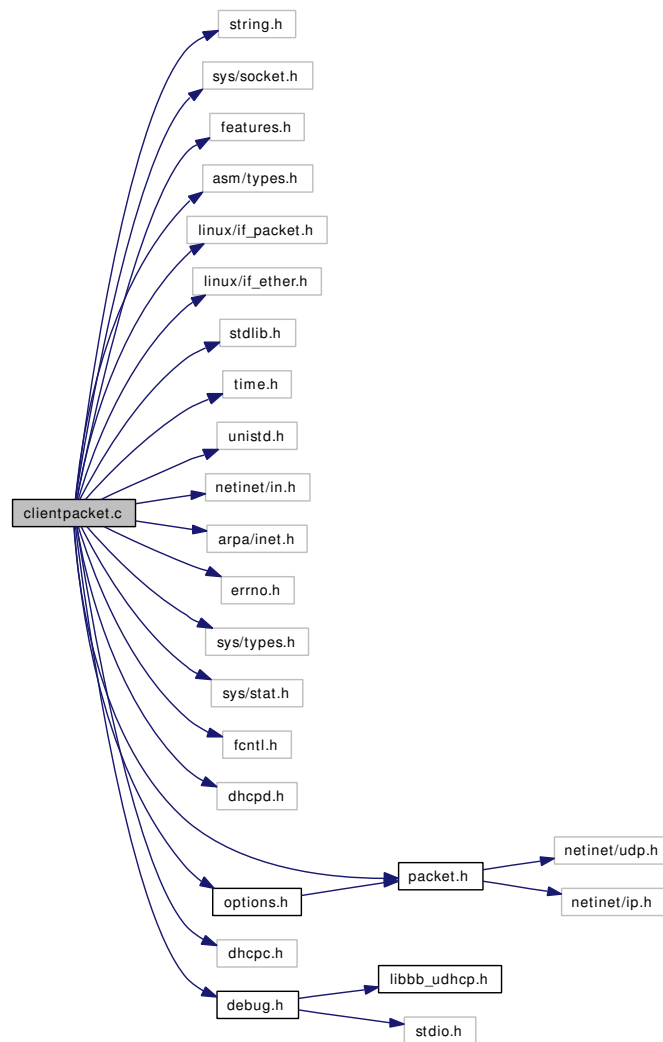 string.h
sys/socket.h
features.h
asm/types.h
linux/if_packet.h
linux/if_ether.h
stdlib.h
time.h
unistd.h
netinet/in.h
clientpacket.c
arpa/inet.h
errno.h
sys/types.h
sys/stat.h
fcntl.h
dhcpd.h
netinet/udp.h
packet.h
options.h
netinet/ip.h
dhcpc.h
libbb_udhcp.h
debug.h
stdio.h